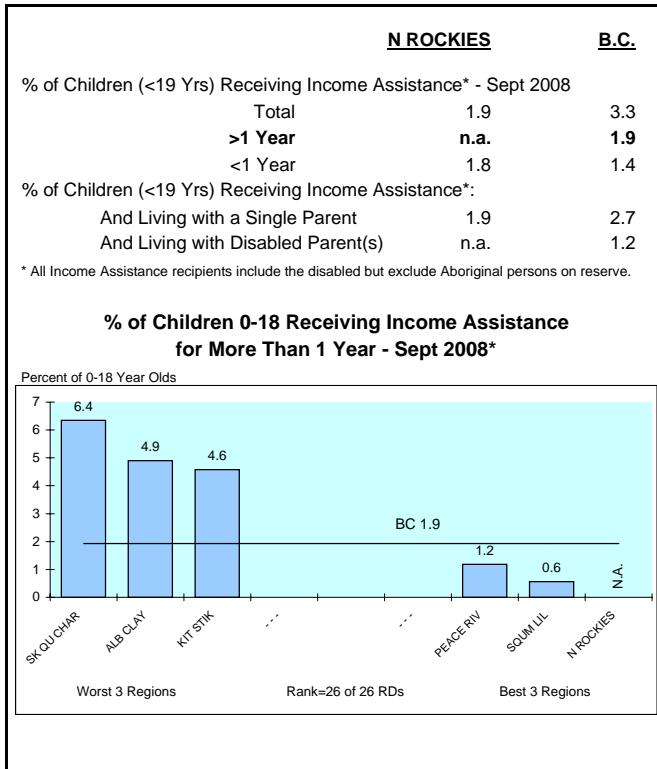 N ROCKIES B.C.
% of Children (<19 Yrs) Receiving Income Assistance* - Sept 2008
Total 1.9 3.3
>1 Year n.a. 1.9
<1 Year 1.8 1.4
% of Children (<19 Yrs) Receiving Income Assistance*:
And Living with a Single Parent 1.9 2.7
And Living with Disabled Parent(s) n.a. 1.2
* All Income Assistance recipients include the disabled but exclude Aboriginal persons on reserve.
% of Children 0-18 Receiving Income Assistance
for More Than 1 Year - Sept 2008*
Percent of 0-18 Year Olds
7
6
5
4
3
2
1
0
6.4
4.9
4.6
BC 1.9
1.2
0.6
N.A.
SK QU CHAR
ALB CLAY
KIT STIK
- - -
- - -
PEACE RIV
SQUM LIL
N ROCKIES
Worst 3 Regions Rank=26 of 26 RDs Best 3 Regions